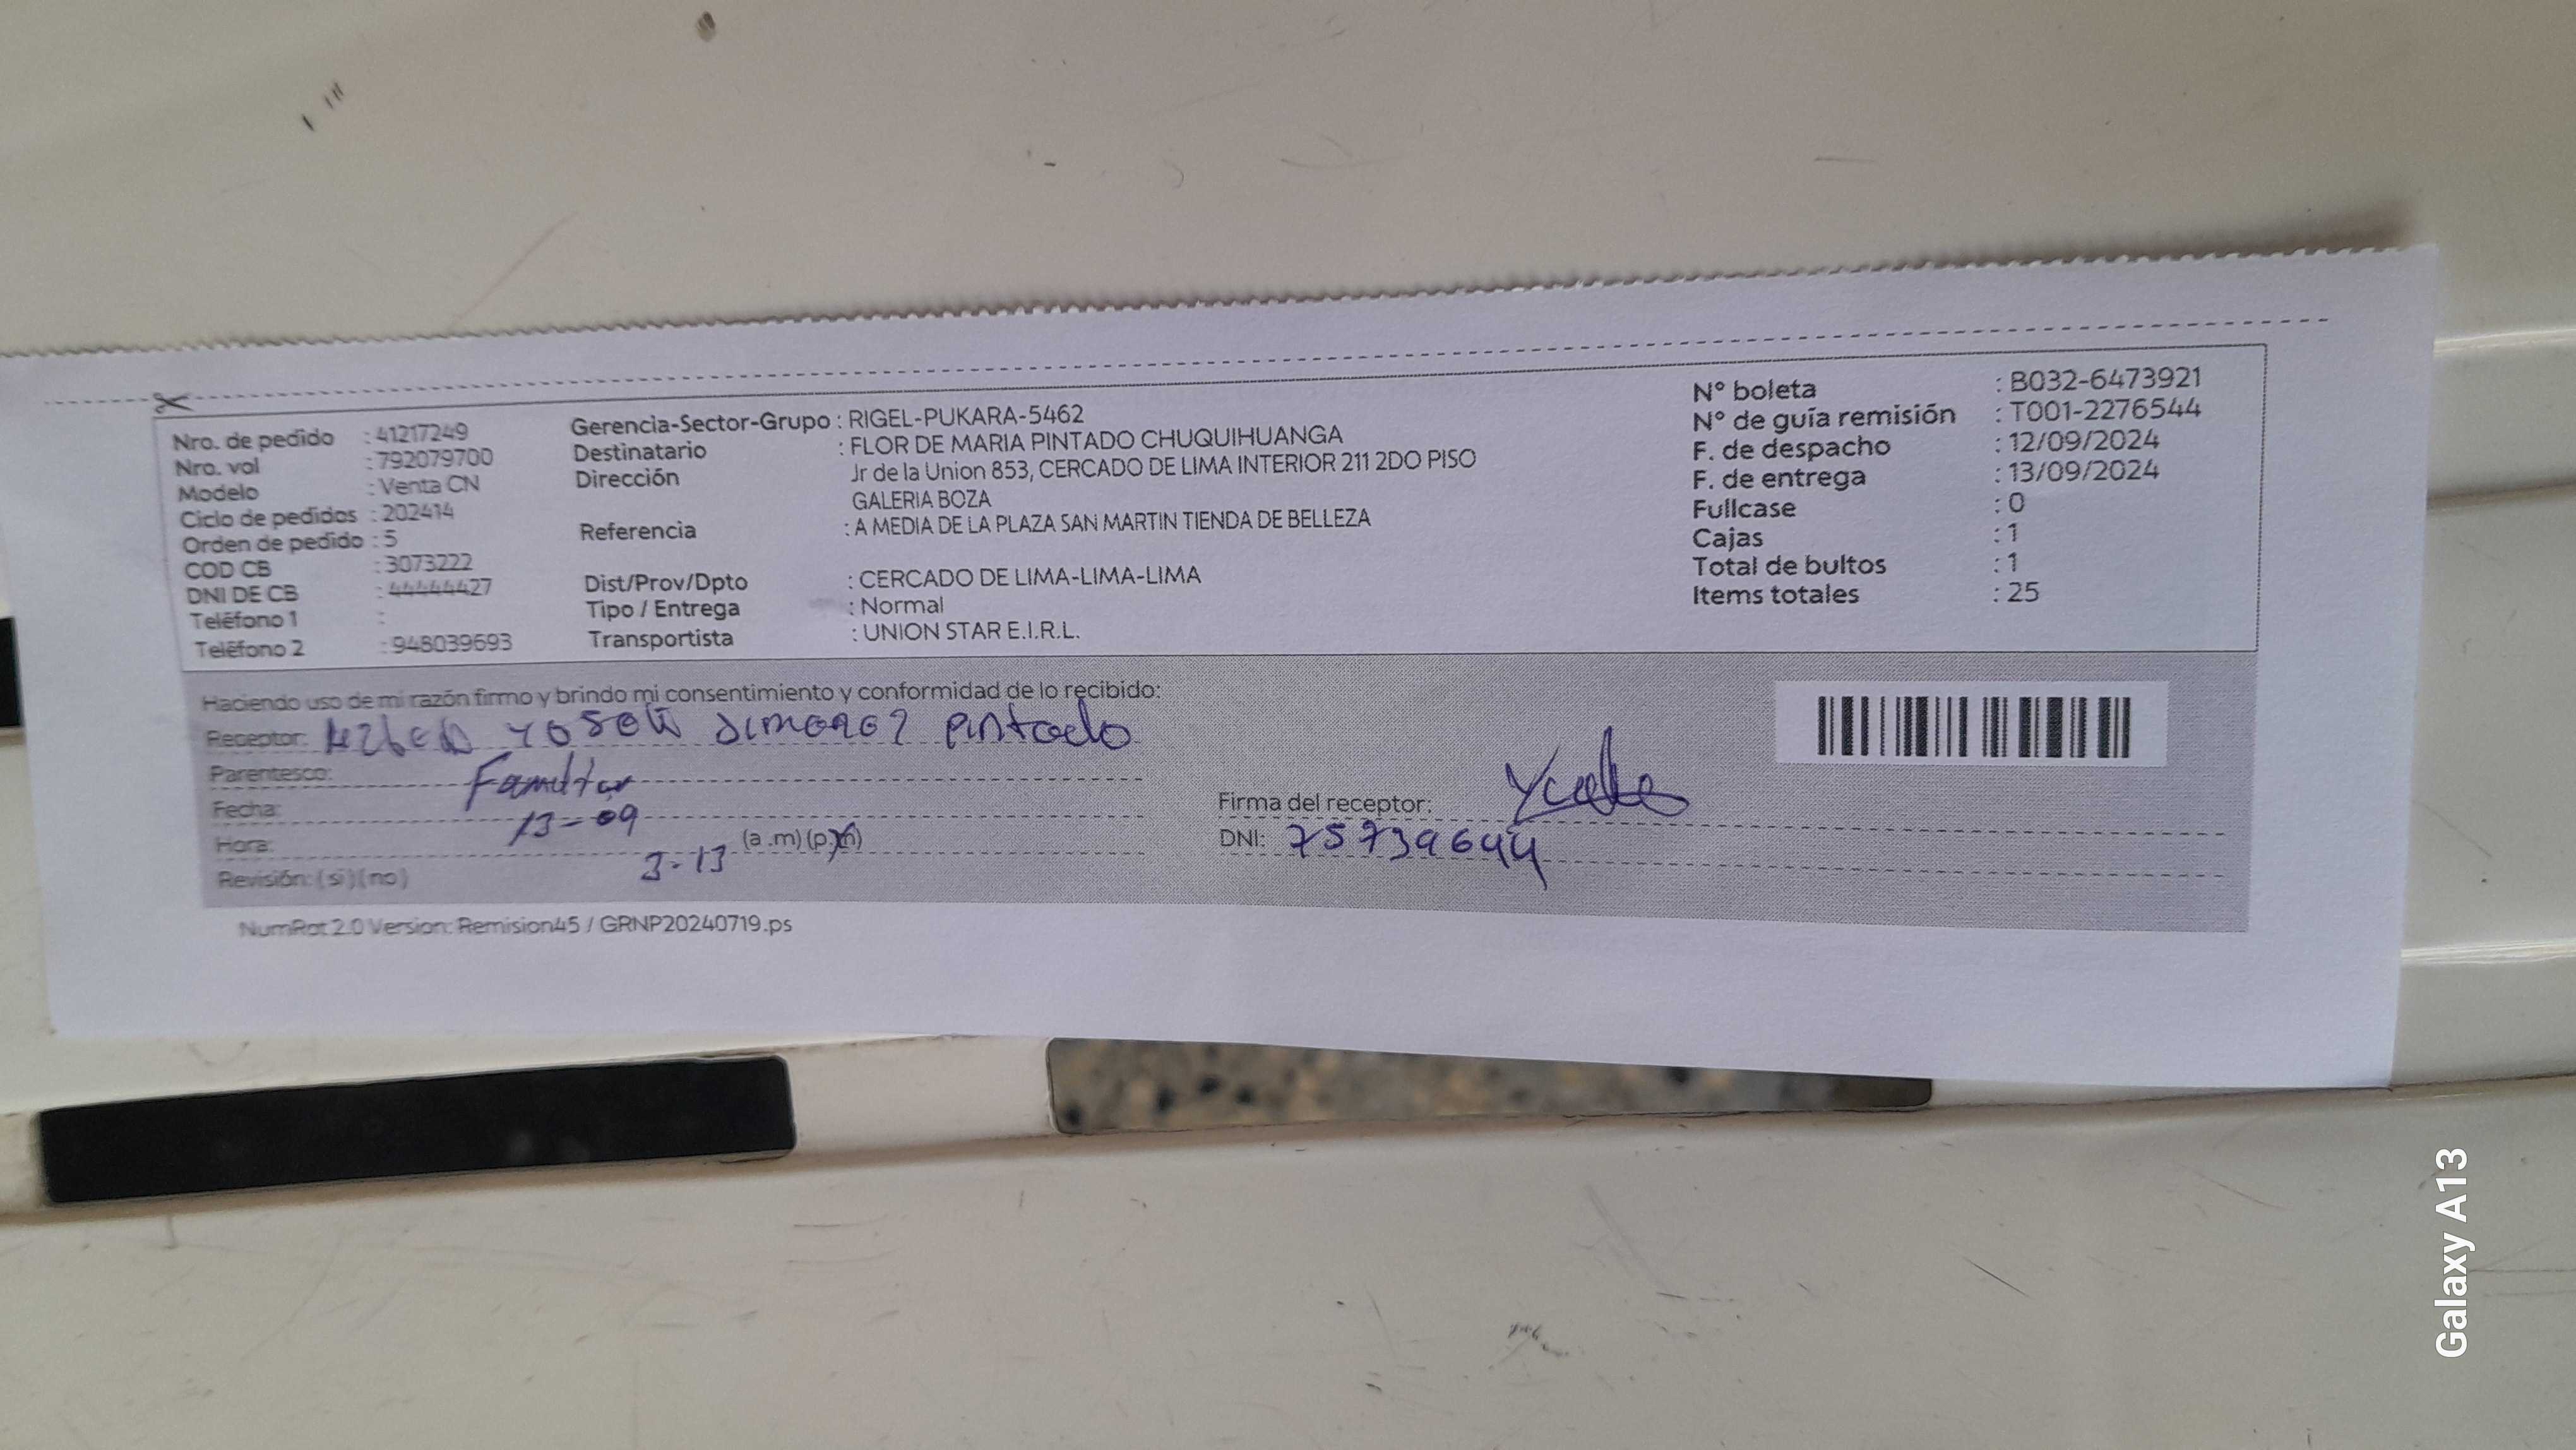 Nro. de pedido : 41217249
Nro. vol : 792079700
Modelo : Venta CN
Ciclo de pedidos : 202414
Orden de pedido : 5
COD CB : 3073222
DNI DE CB : 44444427
Teléfono 1 :
Teléfono 2 : 948039693
Gerencia-Sector-Grupo : RIGEL-PUKARA-5462
Destinatario : FLOR DE MARIA PINTADO CHUQUIHUANGA
Dirección Jr de la Union 853, CERCADO DE LIMA INTERIOR 211 2DO PISO
GALERIA BOZA
Referencia : A MEDIA DE LA PLAZA SAN MARTIN TIENDA DE BELLEZA
Dist/Prov/Dpto : CERCADO DE LIMA-LIMA-LIMA
Tipo / Entrega : Normal
Transportista : UNION STAR E.I.R.L.
N° boleta : B032-6473921
N° de guía remisión : T001-2276544
F. de despacho : 12/09/2024
F. de entrega : 13/09/2024
Fullcase : 0
Cajas : 1
Total de bultos : 1
Items totales : 25
Haciendo uso de mi razón firmo y brindo mi consentimiento y conformidad de lo recibido:
Receptor: pintado
Parentesco: Familiar
Fecha: 13-09
Hora: 3-13 (a.m) (p.m)
Revisión: (si) (no)
Firma del receptor:
DNI: 75739644
NumRot 2.0 Version: Remision45 / GRNP20240719.ps
Galaxy A13